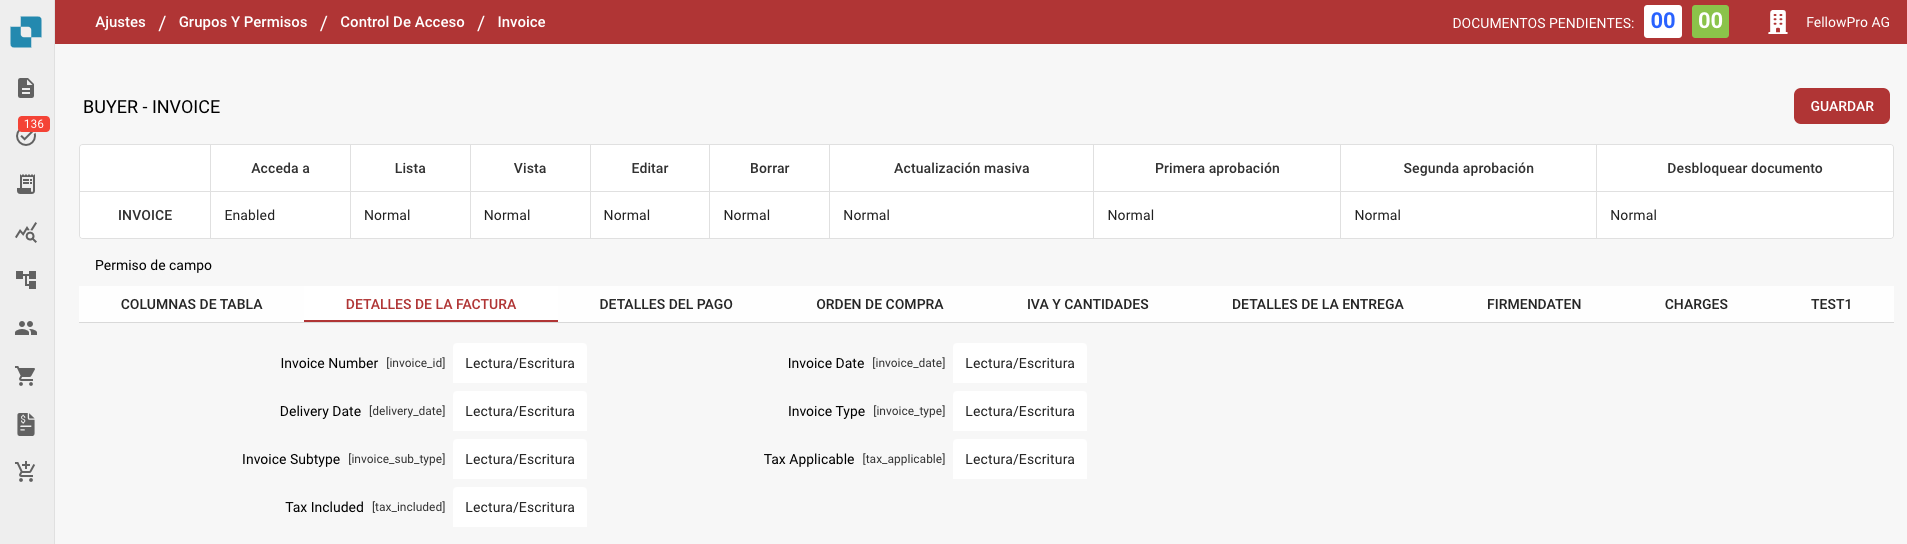 Ajustes / Grupos Y Permisos / Control De Acceso / Invoice
DOCUMENTOS PENDIENTES: 00 00 FellowPro AG
136
BUYER - INVOICE
GUARDAR
Acceda a Lista Vista Editar Borrar Actualización masiva Primera aprobación Segunda aprobación Desbloquear documento
INVOICE Enabled Normal Normal Normal Normal Normal Normal Normal Normal
Permiso de campo
COLUMNAS DE TABLA DETALLES DE LA FACTURA DETALLES DEL PAGO ORDEN DE COMPRA IVA Y CANTIDADES DETALLES DE LA ENTREGA FIRMENDATEN CHARGES TEST1
Invoice Number [invoice_id] Lectura/Escritura Invoice Date [invoice_date] Lectura/Escritura
Delivery Date [delivery_date] Lectura/Escritura Invoice Type [invoice_type] Lectura/Escritura
Invoice Subtype [invoice_sub_type] Lectura/Escritura Tax Applicable [tax_applicable] Lectura/Escritura
Tax Included [tax_included] Lectura/Escritura